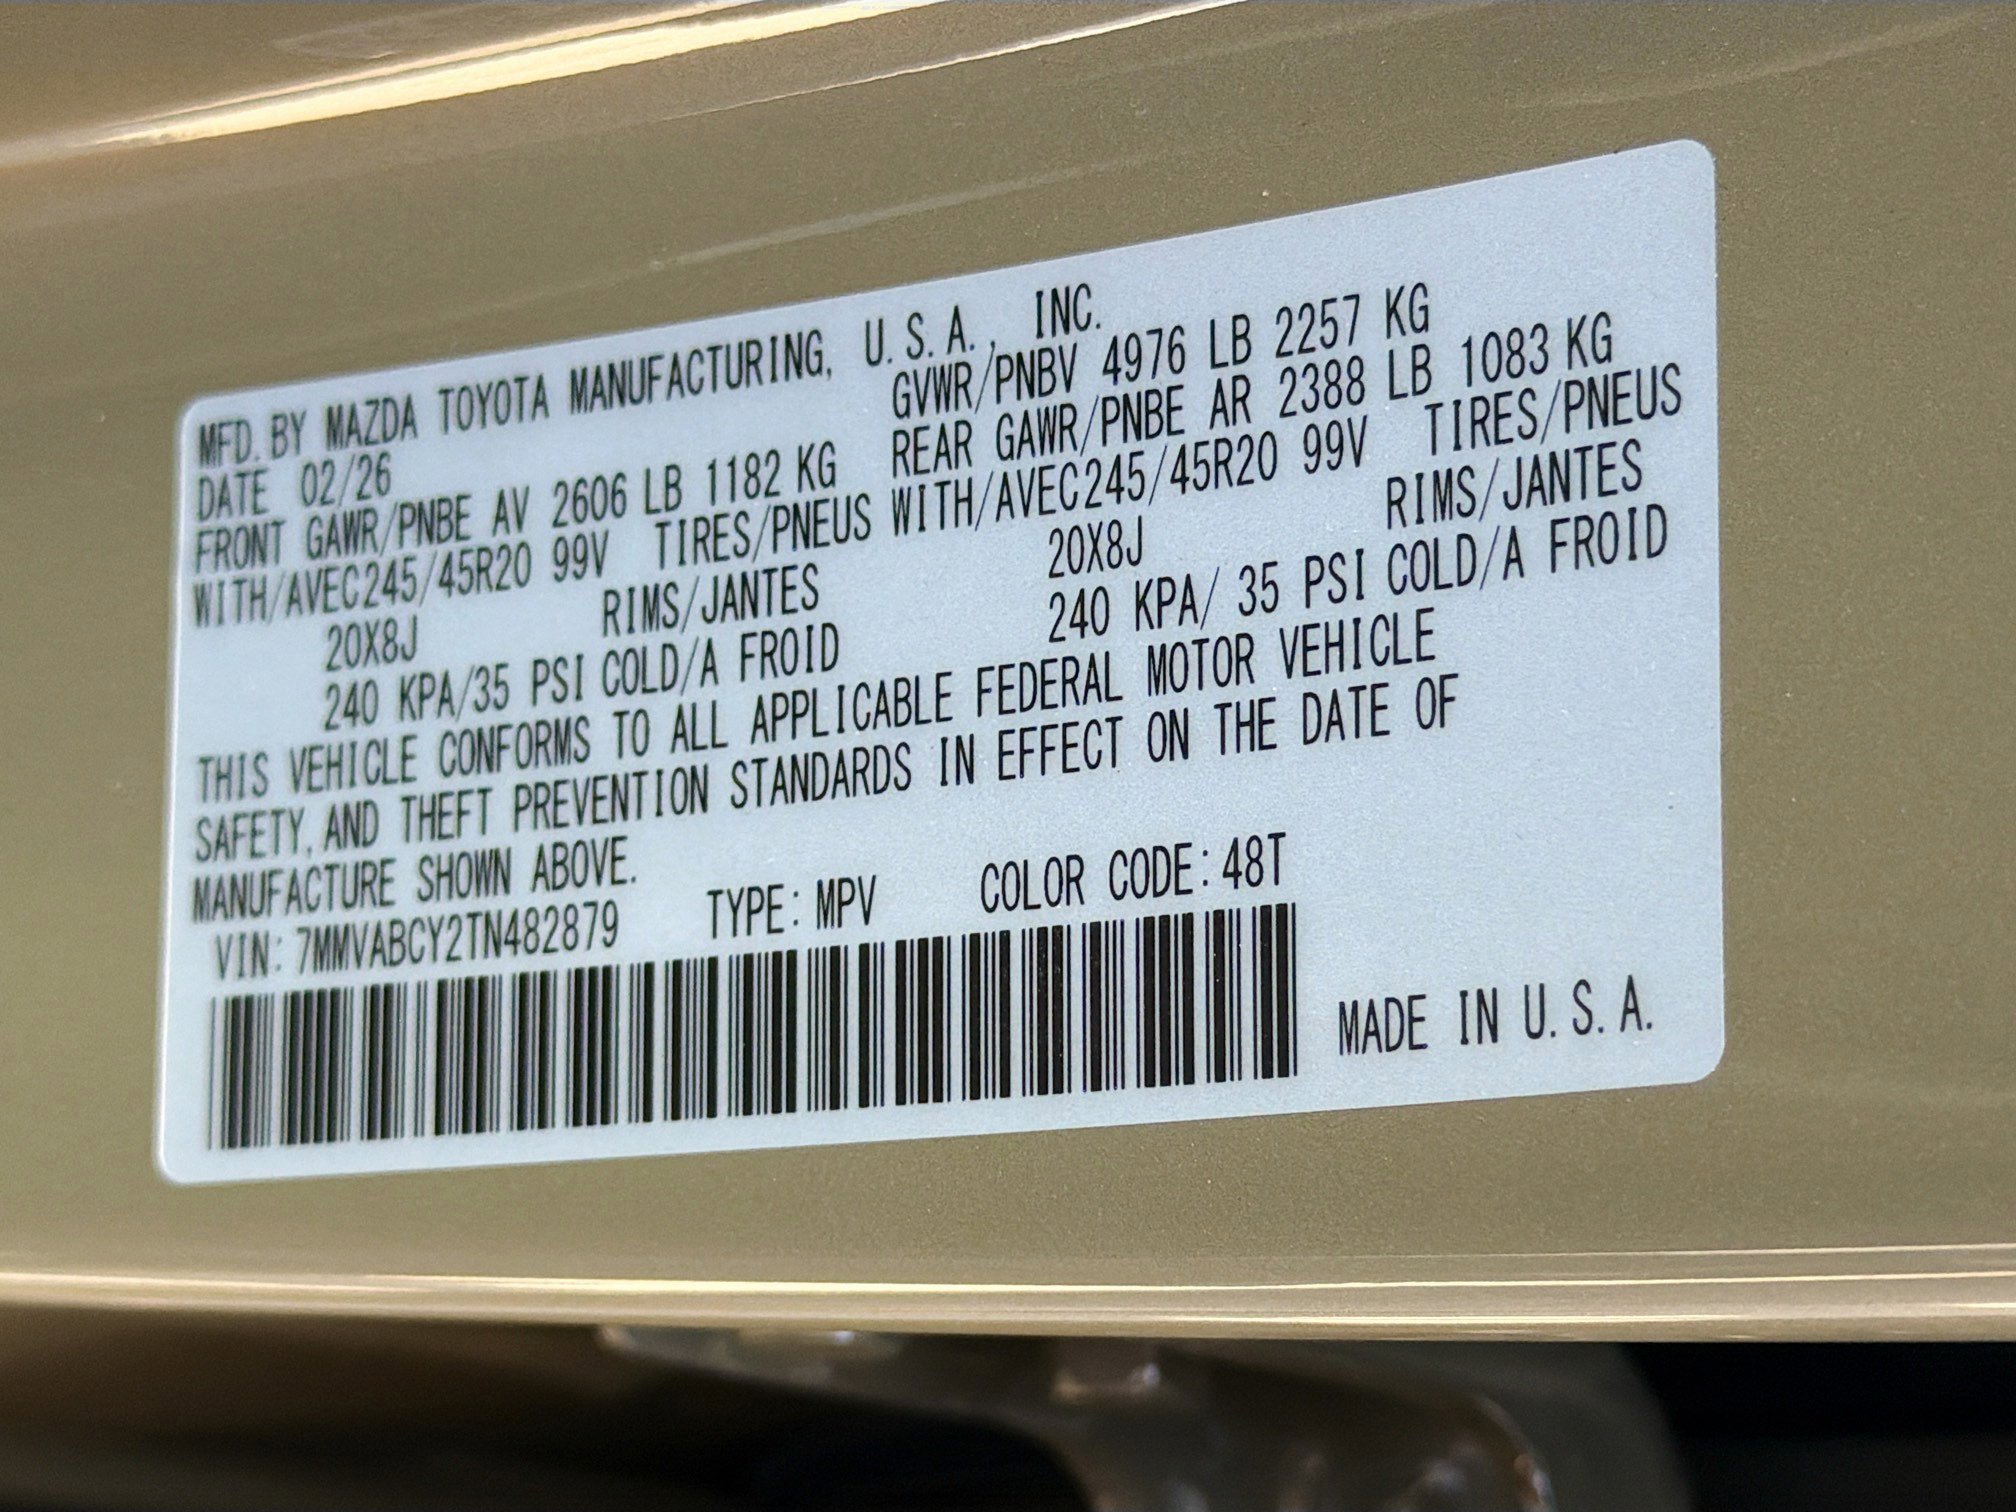 MFD. BY MAZDA TOYOTA MANUFACTURING, U.S.A., INC.
DATE 02/26 GVWR/PNBV 4976 LB 2257 KG
FRONT GAWR/PNBE AV 2606 LB 1182 KG REAR GAWR/PNBE AR 2388 LB 1083 KG
WITH/AVEC245/45R20 99V TIRES/PNEUS WITH/AVEC245/45R20 99V TIRES/PNEUS
20X8J RIMS/JANTES 20X8J RIMS/JANTES
240 KPA/35 PSI COLD/A FROID 240 KPA/ 35 PSI COLD/A FROID
THIS VEHICLE CONFORMS TO ALL APPLICABLE FEDERAL MOTOR VEHICLE
SAFETY, AND THEFT PREVENTION STANDARDS IN EFFECT ON THE DATE OF
MANUFACTURE SHOWN ABOVE.
VIN: 7MMVABCY2TN482879 TYPE: MPV COLOR CODE: 48T
MADE IN U.S.A.